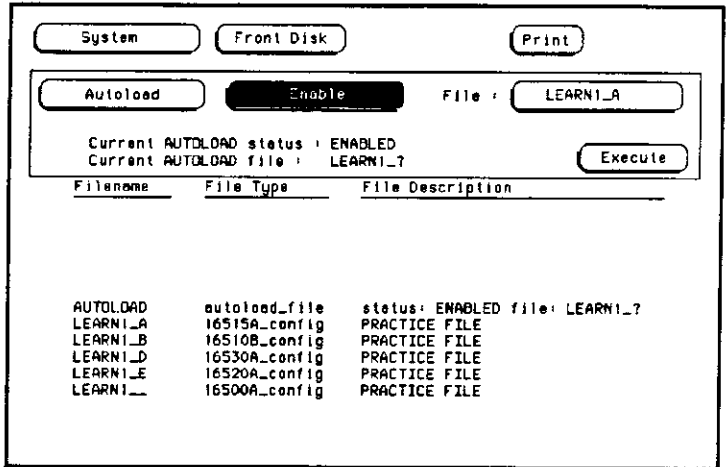 System Front Disk Print
Autoload Enable File : LEARN1_A
Current AUTOLOAD status : ENABLED
Current AUTOLOAD file : LEARN1_?
Execute
Filename File Type File Description
AUTOLOAD autoload_file status: ENABLED file: LEARN1_?
LEARN1_A 16515A_config PRACTICE FILE
LEARN1_B 16510B_config PRACTICE FILE
LEARN1_D 16530A_config PRACTICE FILE
LEARN1_E 16520A_config PRACTICE FILE
LEARN1__ 16500A_config PRACTICE FILE